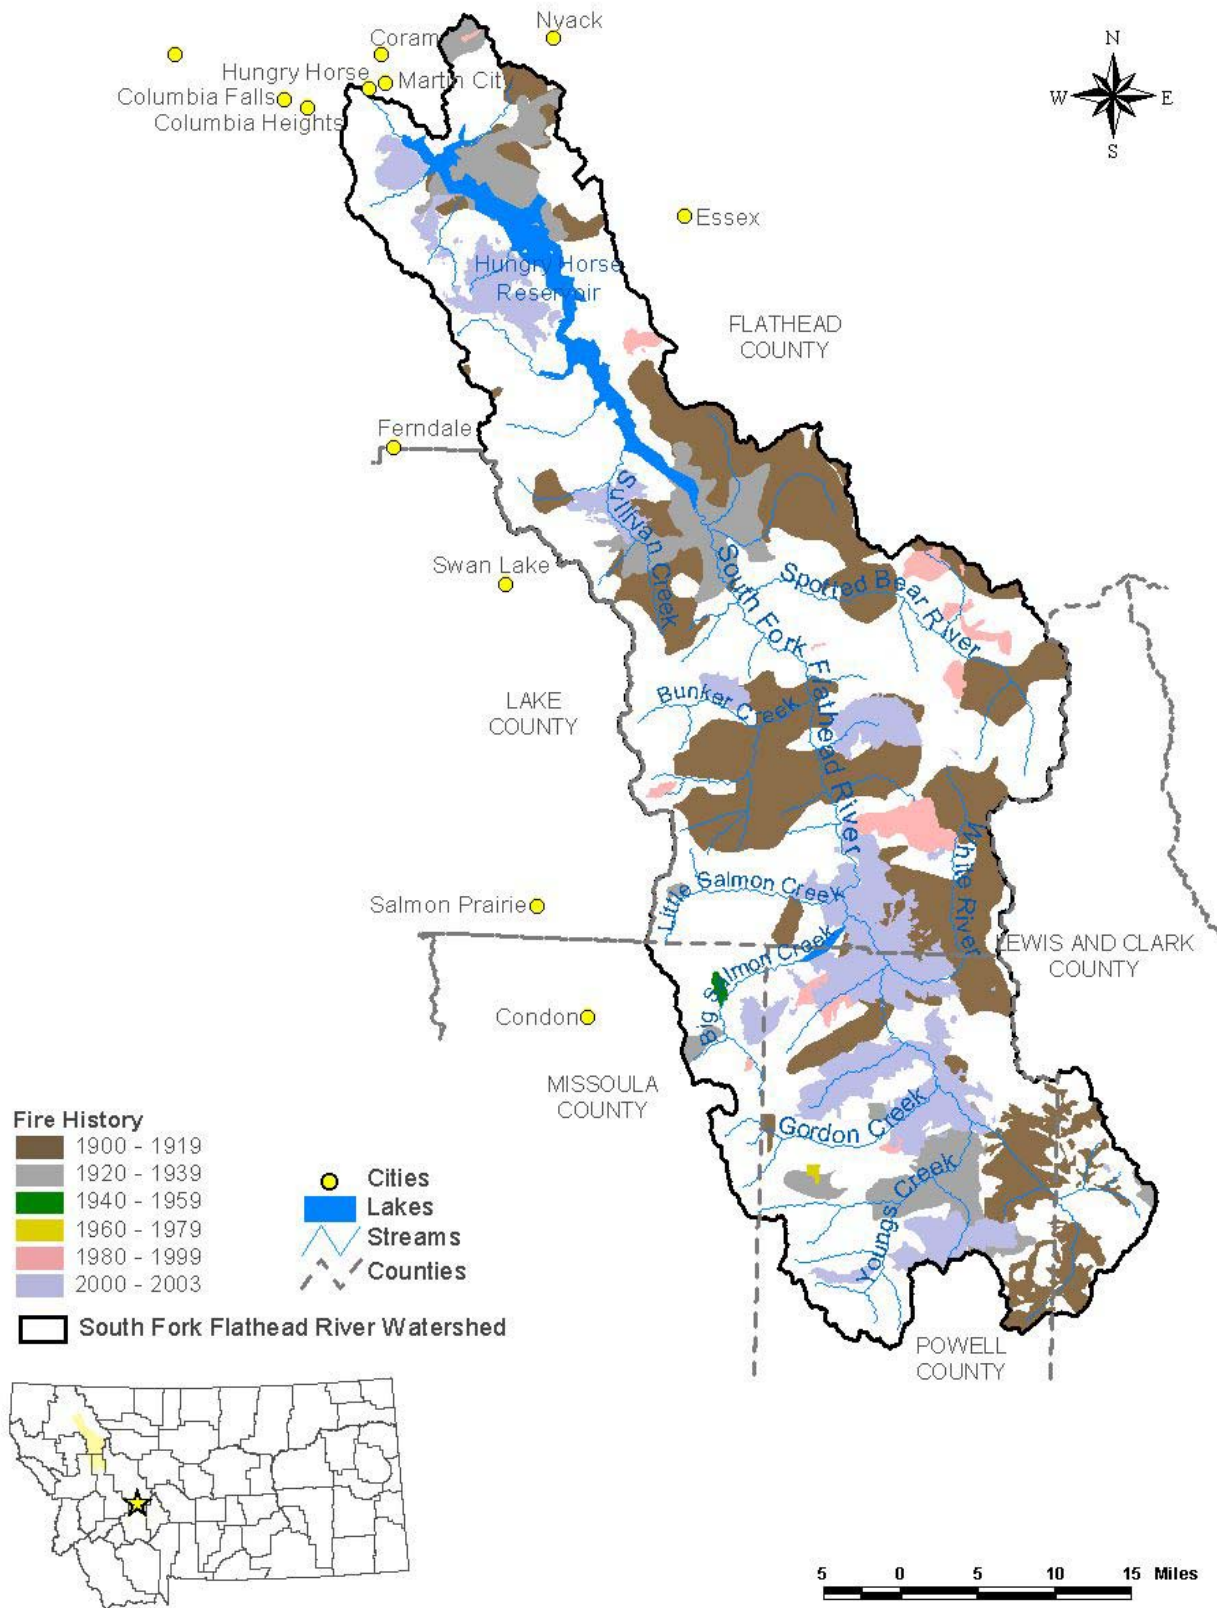 Nyack
Coram
N
Hungry Horse
Martin City
W
E
Columbia Falls
Columbia Heights
S
Essex
Hungry Horse
Reservoir
FLATHEAD
COUNTY
Ferndale
Sullivan Creek
Swan Lake
South Fork Flathead River
Spotted Bear River
LAKE
COUNTY
Bunker Creek
White River
Little Salmon Creek
Salmon Prairie
LEWIS AND CLARK
COUNTY
Big Salmon Creek
Condon
MISSOULA
COUNTY
Gordon Creek
Youngs Creek
Fire History
1900 - 1919
1920 - 1939
1940 - 1959
1960 - 1979
1980 - 1999
2000 - 2003
Cities
Lakes
Streams
Counties
South Fork Flathead River Watershed
POWELL
COUNTY
5 0 5 10 15 Miles